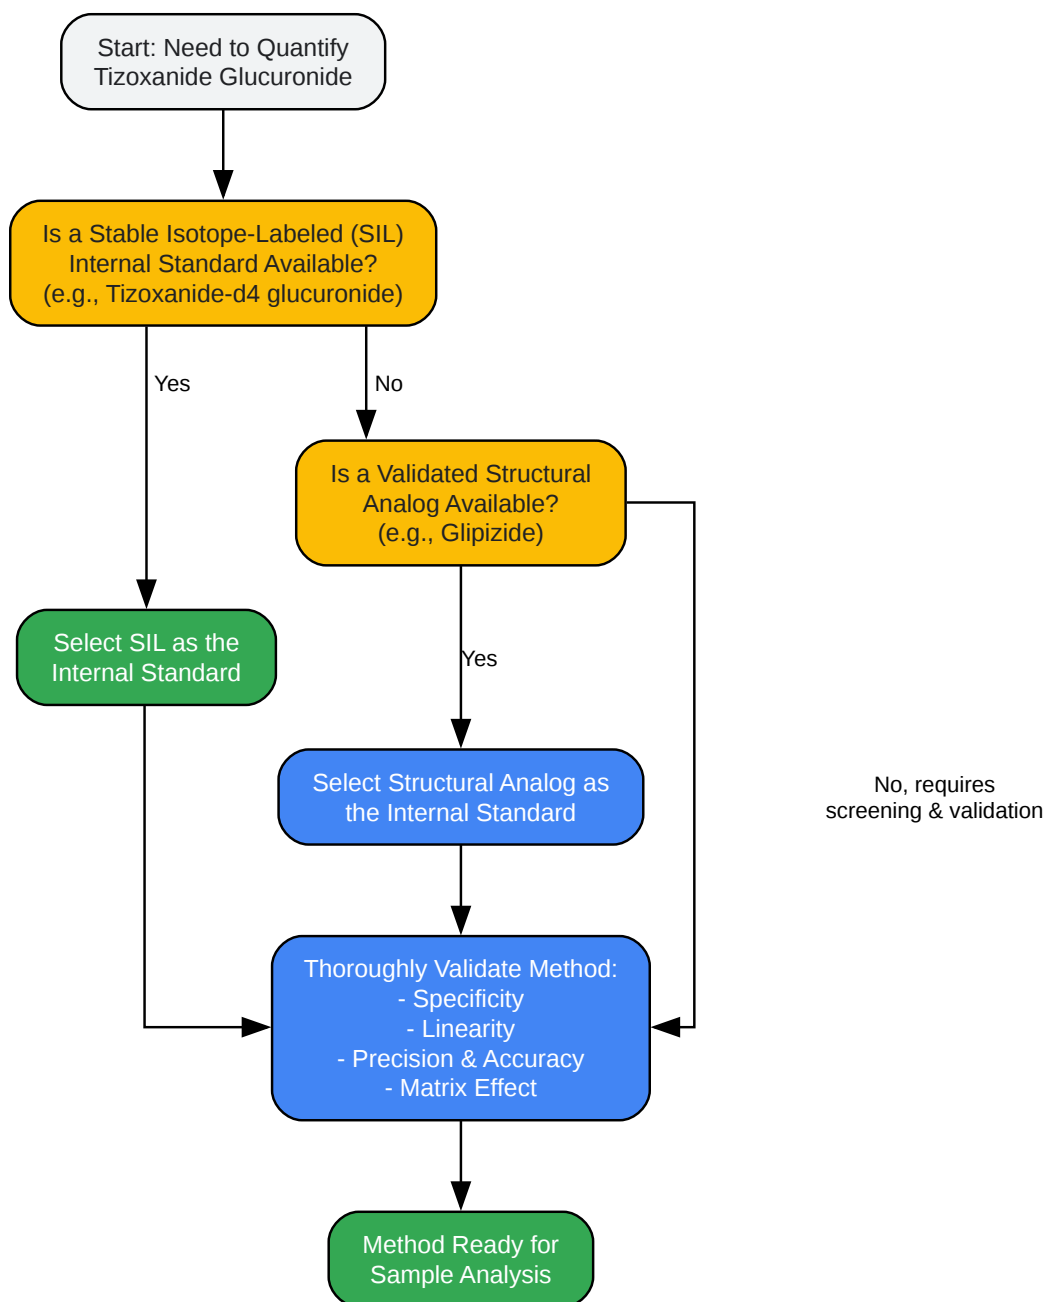 Start: Need to Quantify
Tizoxanide Glucuronide
Is a Stable Isotope-Labeled (SIL)
Internal Standard Available?
(e.g., Tizoxanide-d4 glucuronide)
Yes
No
Is a Validated Structural
Analog Available?
(e.g., Glipizide)
Select SIL as the
Internal Standard
Yes
Select Structural Analog as
the Internal Standard
No, requires
screening & validation
Thoroughly Validate Method:
- Specificity
- Linearity
- Precision & Accuracy
- Matrix Effect
Method Ready for
Sample Analysis